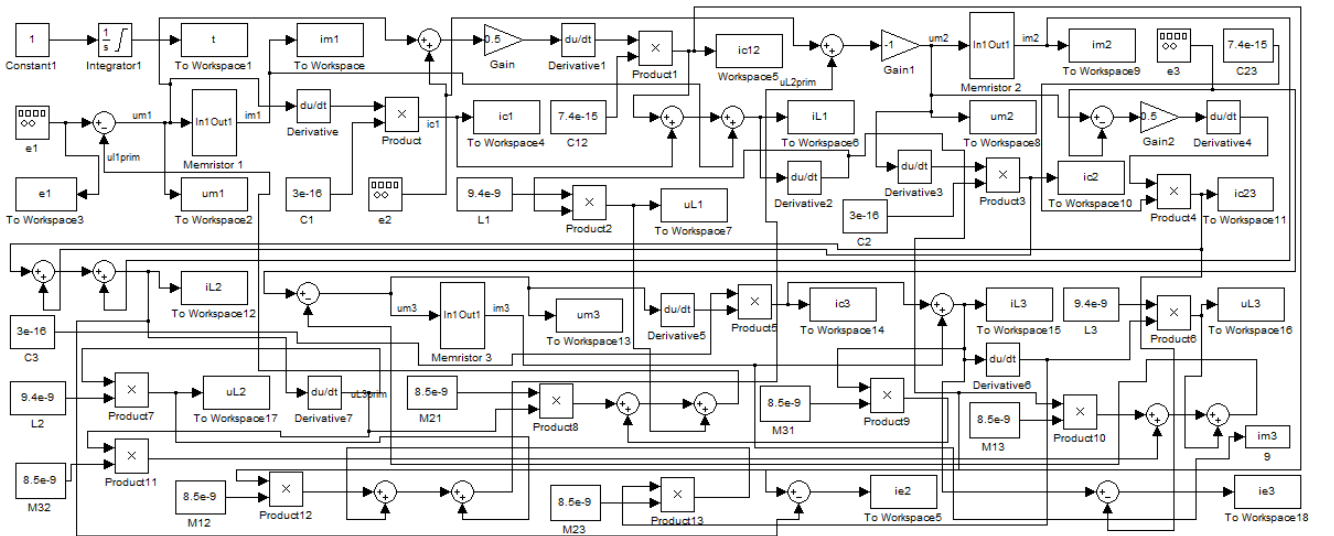 1
Constant1
1
s
Integrator1
t
To Workspace1
im1
To Workspace
0.5
Gain
du/dt
Derivative1
×
Product1
ic12
Workspace5
7.4e-15
C12
uL2prim
-1
Gain1
um2
In1Out1
Memristor 2
im2
im2
To Workspace9
e3
7.4e-15
C23
e1
um1
ul1prim
In1Out1
Memristor 1
im1
du/dt
Derivative
×
Product
ic1
ic1
To Workspace4
iL1
To Workspace6
um2
To Workspace8
0.5
Gain2
du/dt
Derivative4
e1
To Workspace3
um1
To Workspace2
3e-16
C1
e2
9.4e-9
L1
×
Product2
uL1
To Workspace7
du/dt
Derivative2
3e-16
C2
du/dt
Derivative3
×
Product3
ic2
To Workspace10
×
Product4
ic23
To Workspace11
iL2
To Workspace12
um3
In1Out1
Memristor 3
im3
um3
To Workspace13
du/dt
Derivative5
×
Product5
ic3
To Workspace14
iL3
To Workspace15
9.4e-9
L3
×
Product6
uL3
To Workspace16
3e-16
C3
du/dt
Derivative6
9.4e-9
L2
×
Product7
uL2
To Workspace17
du/dt
Derivative7
uL3prim
8.5e-9
M21
×
Product8
8.5e-9
M31
×
Product9
8.5e-9
M13
×
Product10
im3
9
8.5e-9
M32
×
Product11
8.5e-9
M12
×
Product12
8.5e-9
M23
×
Product13
ie2
To Workspace5
ie3
To Workspace18